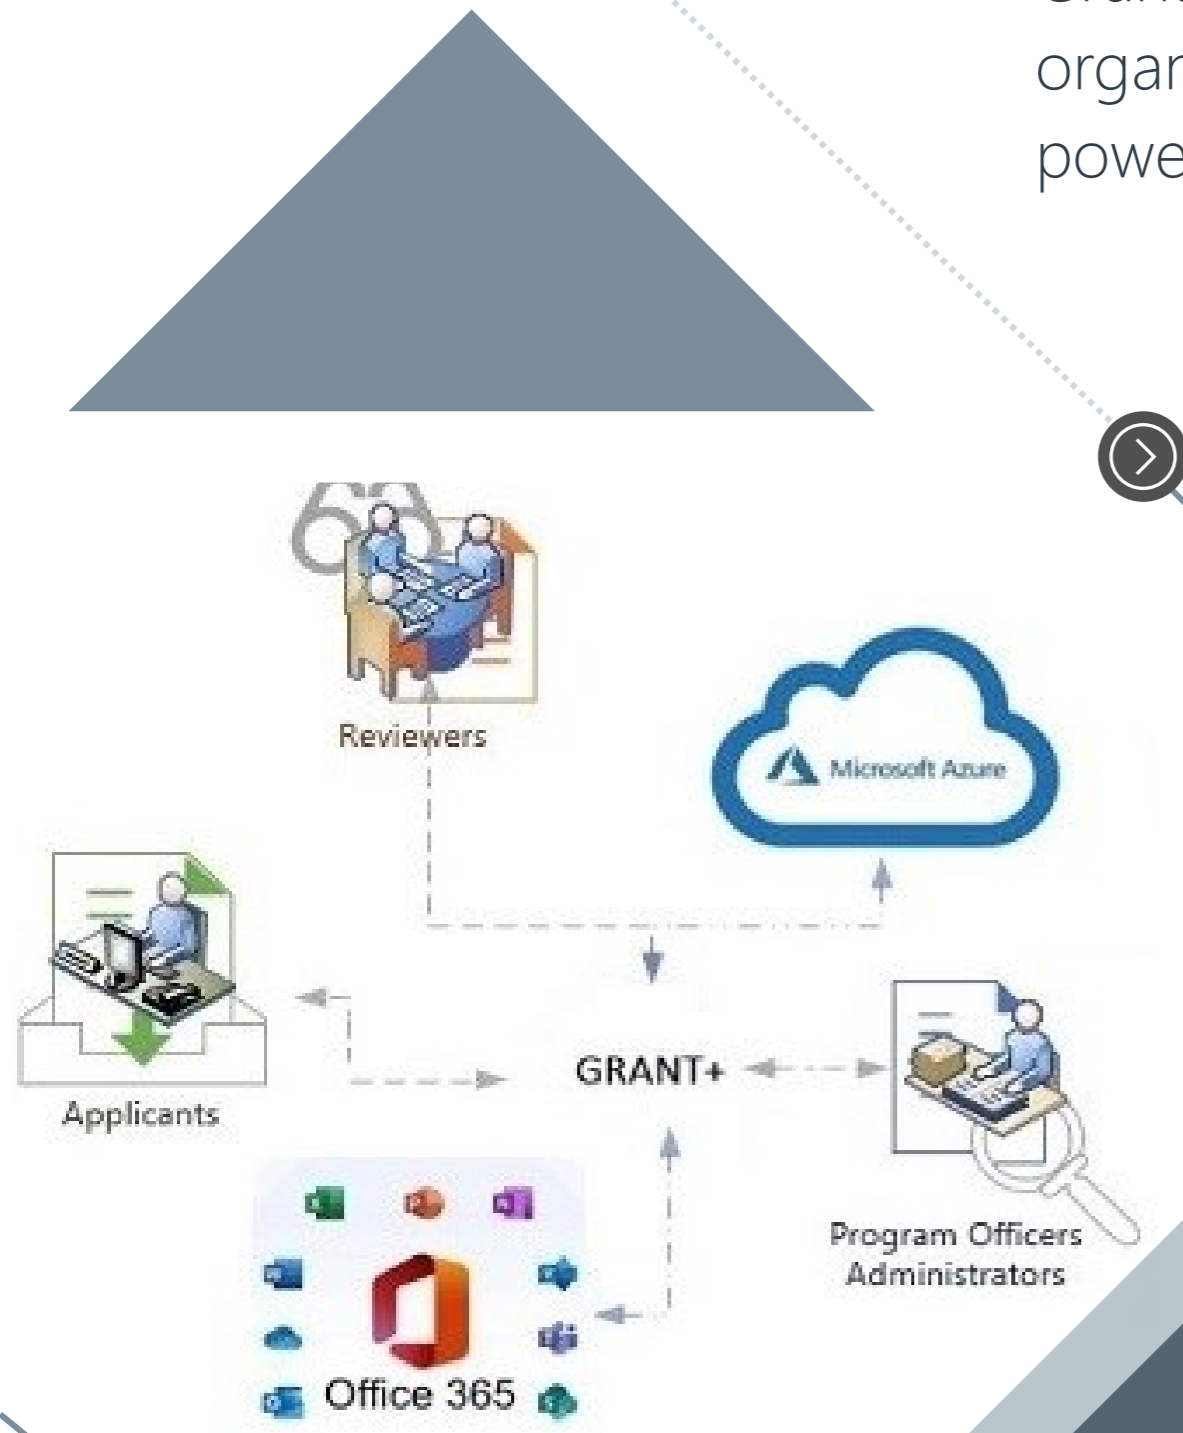 organ
powe
Reviewers
Microsoft Azure
Applicants
GRANT+
Program Officers
Administrators
Office 365